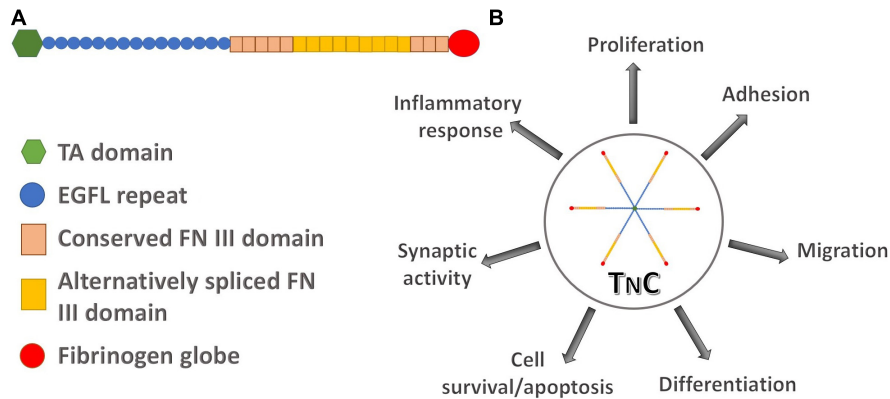 A
TA domain
EGFL repeat
Conserved FN III domain
Alternatively spliced FN
III domain
Fibrinogen globe
B
Proliferation
Adhesion
Inflammatory
response
Migration
Synaptic
activity
TNC
Cell
survival/apoptosis
Differentiation